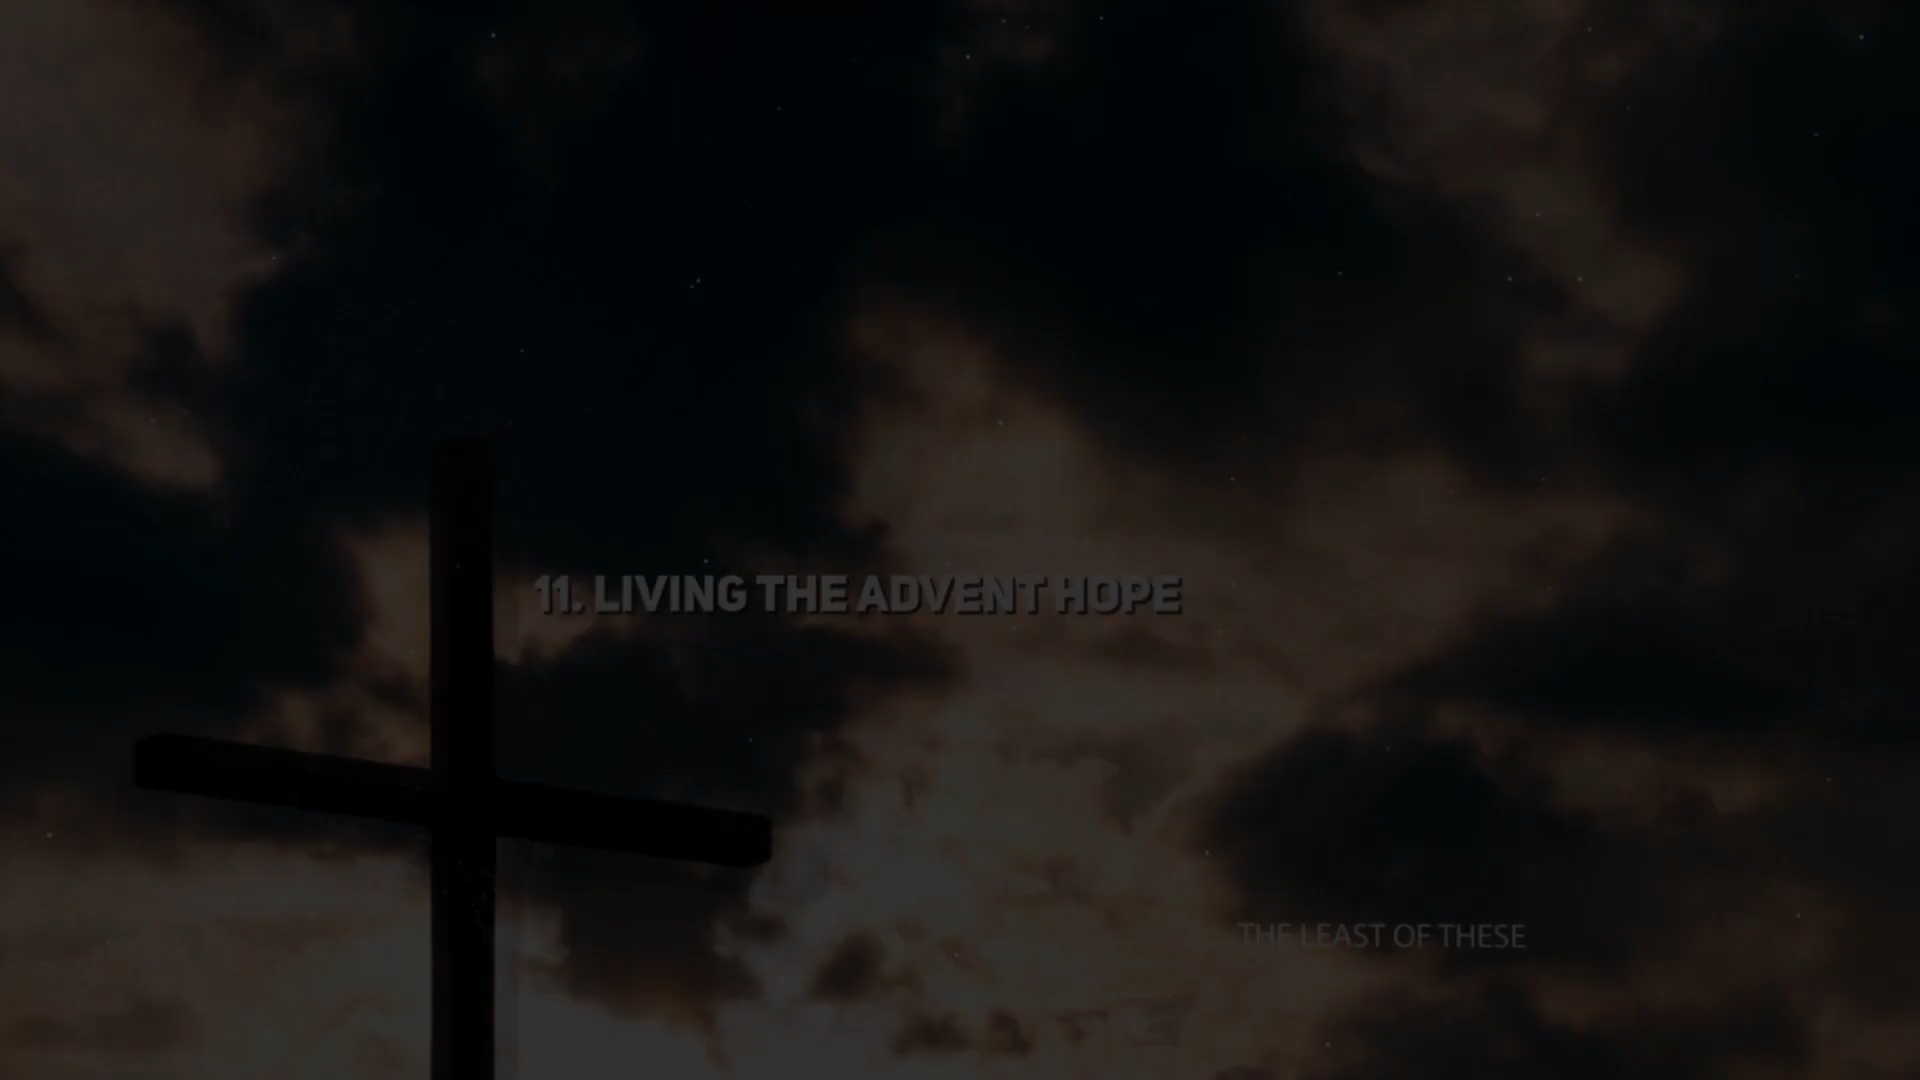 11. LIVING THE ADVENT HOPE
THE LEAST OF THESE